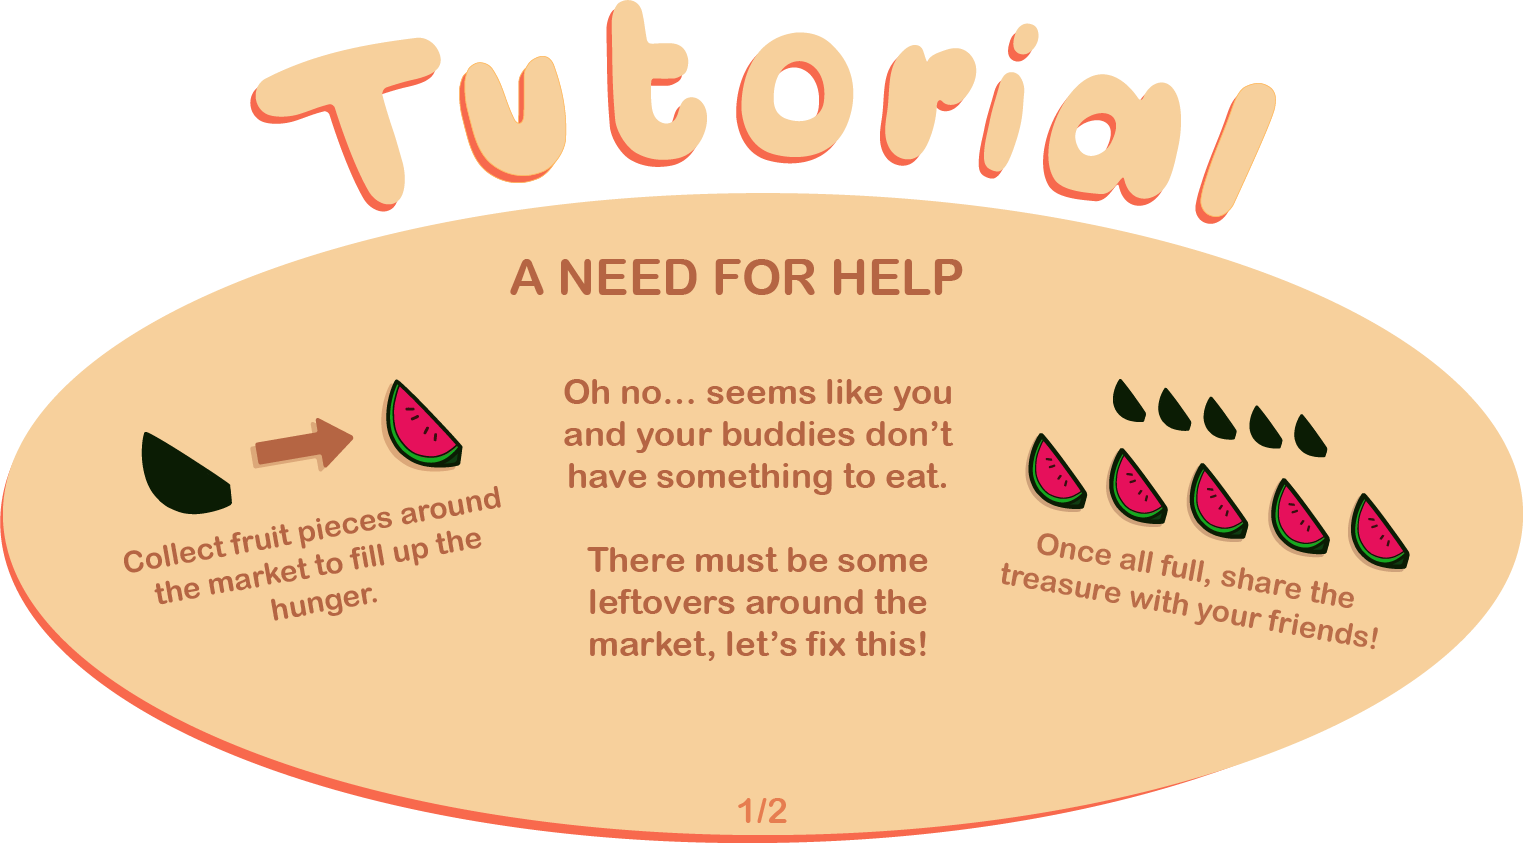 Tutorial
A NEED FOR HELP
Oh no... seems like you
and your buddies don’t
have something to eat.
There must be some
leftovers around the
market, let’s fix this!
Collect fruit pieces around
the market to fill up the
hunger.
Once all full, share the
treasure with your friends!
1/2